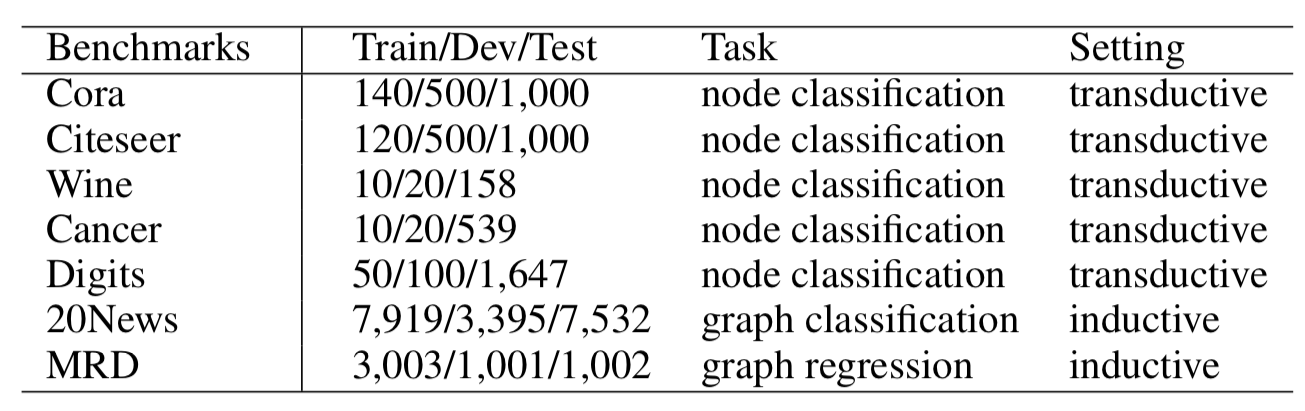 Benchmarks Train/Dev/Test Task Setting
Cora 140/500/1,000 node classification transductive
Citeseer 120/500/1,000 node classification transductive
Wine 10/20/158 node classification transductive
Cancer 10/20/539 node classification transductive
Digits 50/100/1,647 node classification transductive
20News 7,919/3,395/7,532 graph classification inductive
MRD 3,003/1,001/1,002 graph regression inductive